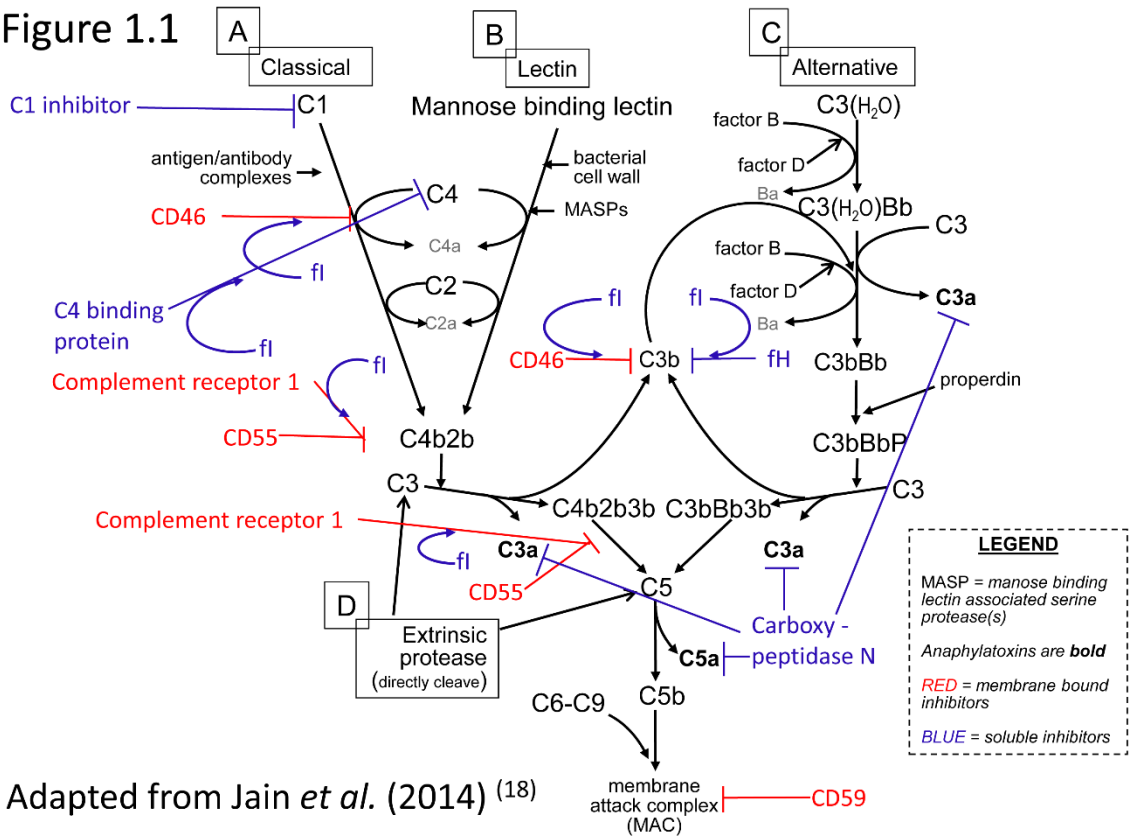 Figure 1.1
A
B
C
Classical
Lectin
Alternative
C1 inhibitor
C1
Mannose binding lectin
C3(H₂O)
factor B
antigen/antibody
complexes
bacterial
cell wall
factor D
C4
Ba
CD46
MASPs
C3(H₂O)Bb
C3
C4a
factor B
fI
C2
fI
fI
factor D
C3a
C4 binding
protein
C2a
Ba
fI
CD46
C3b
fH
C3bBb
fI
Complement receptor 1
properdin
CD55
C4b2b
C3bBbP
C3
C3
C4b2b3b
C3bBb3b
Complement receptor 1
C3a
C3a
fI
CD55
C5
D
Extrinsic
protease
(directly cleave)
Carboxy -
peptidase N
C5a
C5b
C6-C9
membrane
attack complex
(MAC)
CD59
LEGEND
MASP = manose binding
lectin associated serine
protease(s)
Anaphylatoxins are bold
RED = membrane bound
inhibitors
BLUE = soluble inhibitors
Adapted from Jain et al. (2014) (18)